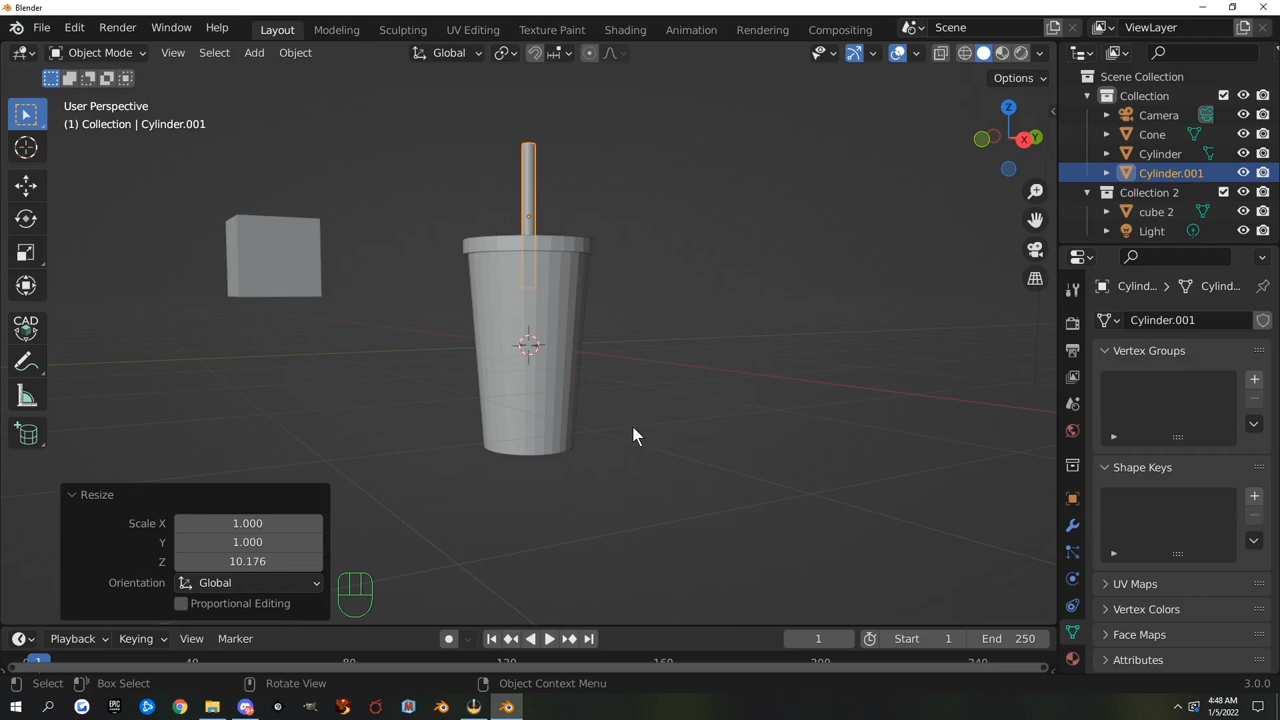 Blender
File Edit Render Window Help Layout Modeling Sculpting UV Editing Texture Paint Shading Animation Rendering Compositing Scene ViewLayer
Object Mode View Select Add Object Global
Options
User Perspective
(1) Collection | Cylinder.001
Z
X
Y
CAD
Scene Collection
Collection
Camera
Cone
Cylinder
Cylinder.001
Collection 2
cube 2
Light
Cylind... Cylind...
Cylinder.001
Vertex Groups
Shape Keys
UV Maps
Vertex Colors
Face Maps
Attributes
Resize
Scale X 1.000
Y 1.000
Z 10.176
Orientation Global
Proportional Editing
Playback Keying View Marker 1 Start 1 End 250
1
Select Box Select Rotate View Object Context Menu 3.0.0
EPIC
4:48 AM
1/5/2022